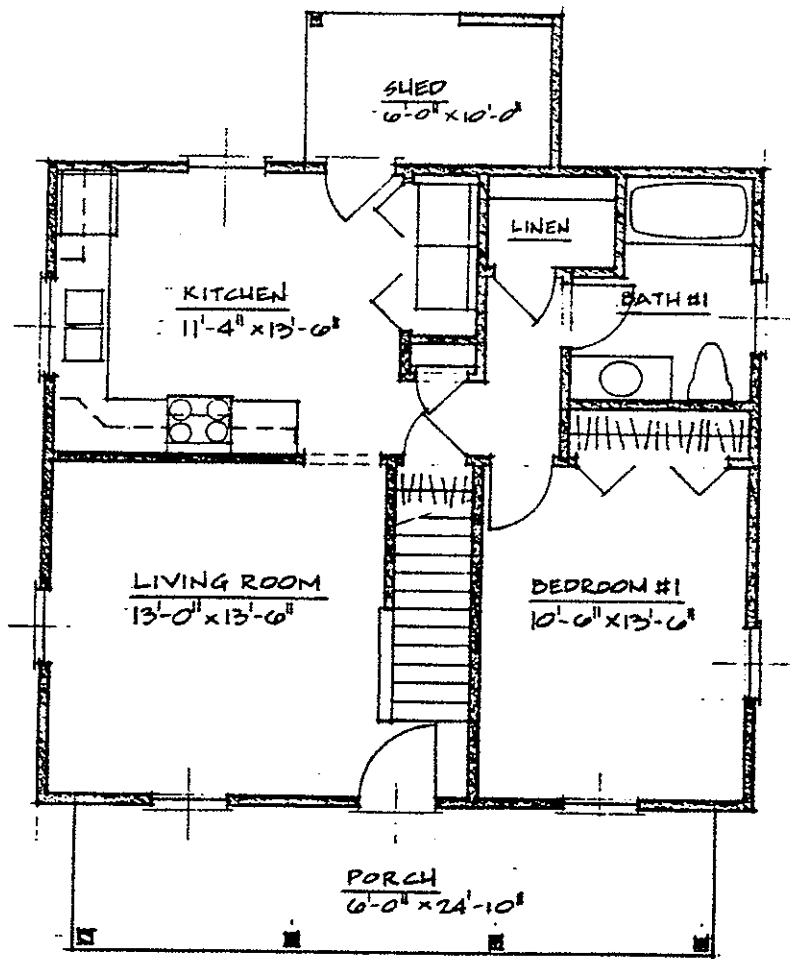 SHED
6'-0" x 10'-0"
LINEN
KITCHEN
11'-4" x 13'-6"
BATH #1
LIVING ROOM
13'-0" x 13'-6"
BEDROOM #1
10'-6" x 13'-6"
PORCH
6'-0" x 24'-10"